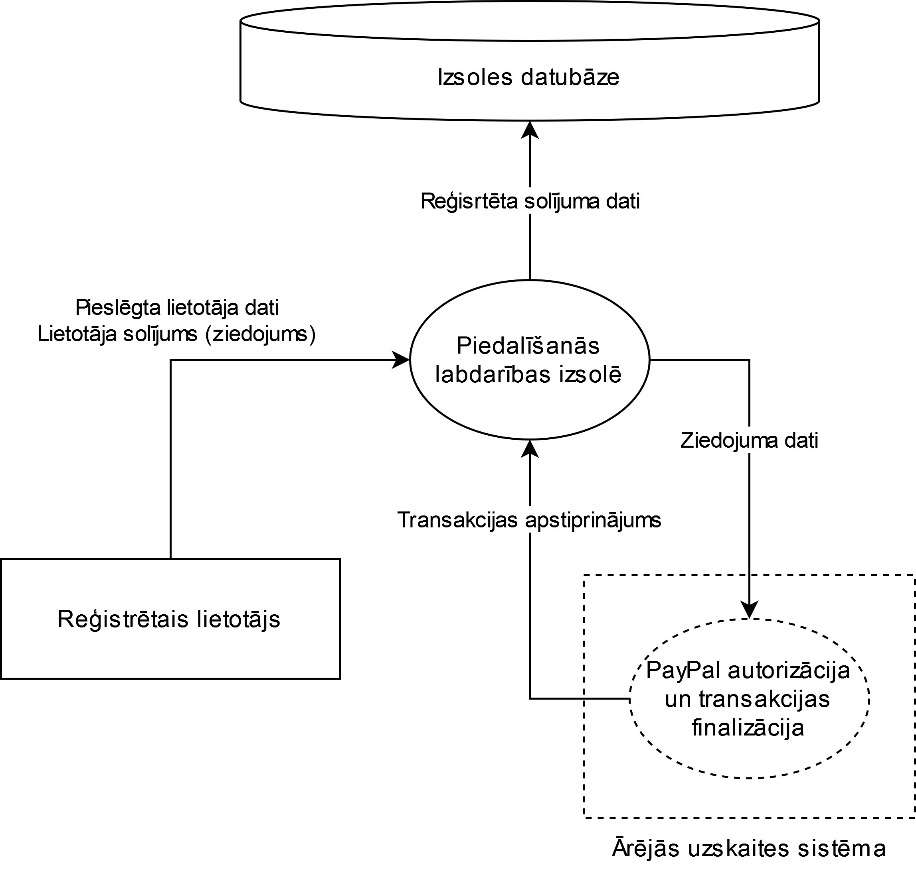 Izsoles datubāze
Reģisrtēta solījuma dati
Pieslēgta lietotāja dati
Lietotāja solījums (ziedojums)
Piedalīšanās
labdarības izsolē
Ziedojuma dati
Transakcijas apstiprinājums
Reģistrētais lietotājs
PayPal autorizācija
un transakcijas
finalizācija
Ārējās uzskaites sistēma